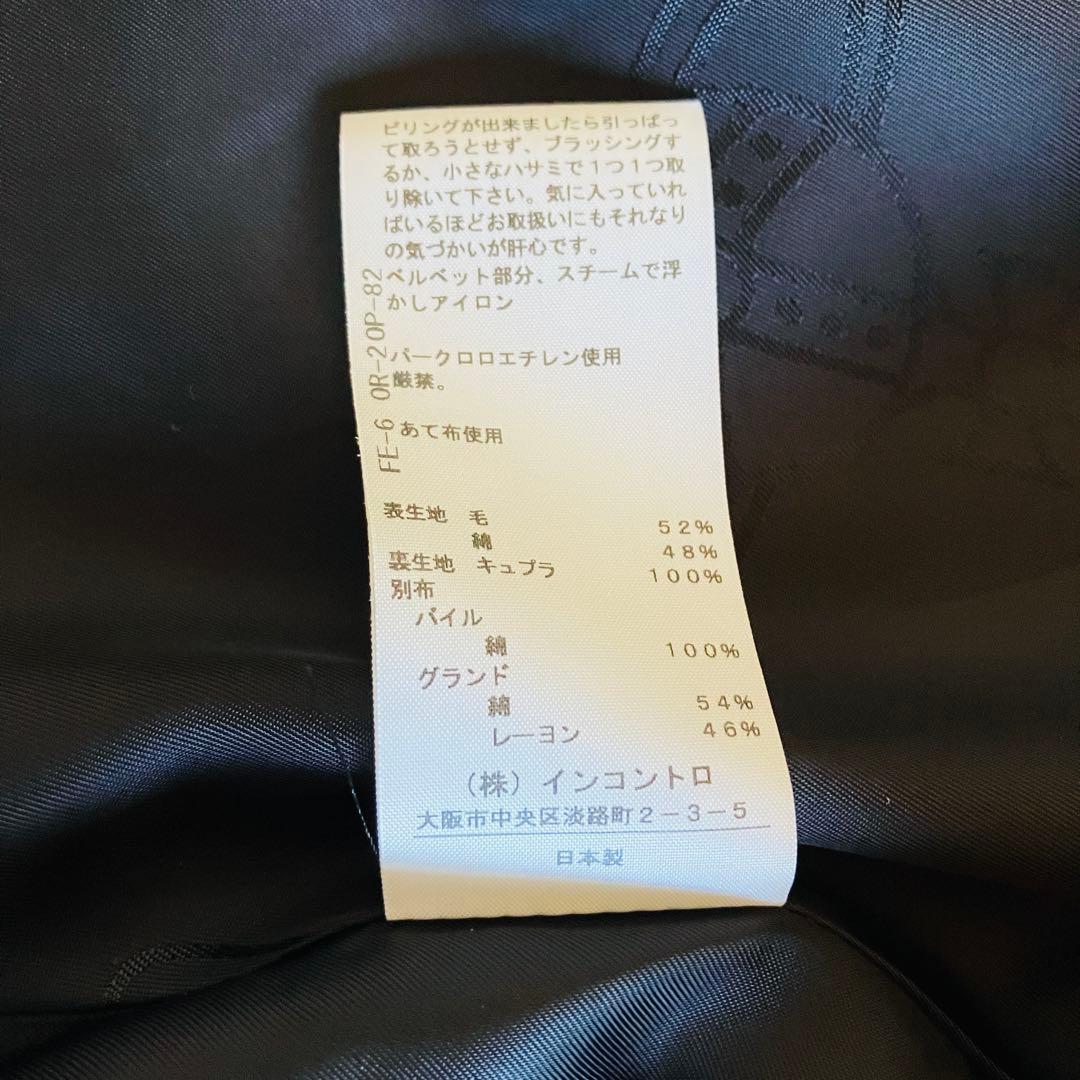 ピリングが出来ましたら引っぱっ
て取ろうとせず、ブラッシングす
るか、小さなハサミで1つ1つ取
り除いて下さい。気に入っていれ
ばいるほどお取扱いにもそれなり
の気づかいが肝心です。
ベルベット部分、スチームで浮
かしアイロン
パークロロエチレン使用
厳禁。
あて布使用
FE-6 OR-2 OP-82
表生地 毛 52%
綿 48%
裏生地 キュプラ 100%
別布
パイル
綿 100%
グランド
綿 54%
レーヨン 46%
(株)インコントロ
大阪市中央区淡路町2-3-5
日本製